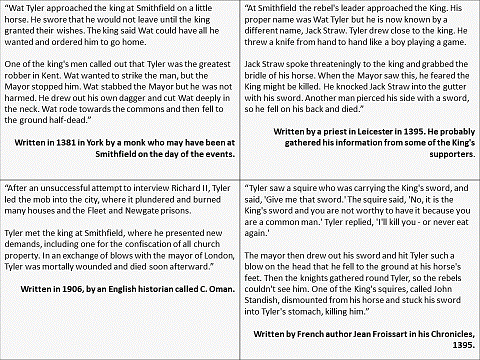 “Wat Tyler approached the king at Smithfield on a little
horse. He swore that he would not leave until the king
granted their wishes. The king said Wat could have all he
wanted and ordered him to go home.
One of the king's men called out that Tyler was the greatest
robber in Kent. Wat wanted to strike the man, but the
Mayor stopped him. Wat stabbed the Mayor but he was not
harmed. He drew out his own dagger and cut Wat deeply in
the neck. Wat rode towards the commons and then fell to
the ground half-dead.”
Written in 1381 in York by a monk who may have been at
Smithfield on the day of the events.
“At Smithfield the rebel's leader approached the King. His
proper name was Wat Tyler but he is now known by a
different name, Jack Straw. Tyler drew close to the king. He
threw a knife from hand to hand like a boy playing a game.
Jack Straw spoke threateningly to the king and grabbed the
bridle of his horse. When the Mayor saw this, he feared the
King might be killed.  He knocked Jack Straw into the gutter
with his sword. Another man pierced his side with a sword,
so he fell on his back and died.”
Written by a priest in Leicester in 1395. He probably
gathered his information from some of the King's
supporters.
“After an unsuccessful attempt to interview Richard II, Tyler
led the mob into the city, where it plundered and burned
many houses and the Fleet and Newgate prisons.
Tyler met the king at Smithfield, where he presented new
demands, including one for the confiscation of all church
property. In an exchange of blows with the mayor of London,
Tyler was mortally wounded and died soon afterward.”
Written in 1906, by an English historian called C. Oman.
“Tyler saw a squire who was carrying the King's sword, and
said, 'Give me that sword.' The squire said, 'No, it is the
King's sword and you are not worthy to have it because you
are a common man.' Tyler replied, 'I'll kill you - or never eat
again.'
The mayor then drew out his sword and hit Tyler such a
blow on the head that he fell to the ground at his horse's
feet. Then the knights gathered round Tyler, so the rebels
couldn't see him. One of the King's squires, called John
Standish, dismounted from his horse and stuck his sword
into Tyler's stomach, killing him.”
Written by French author Jean Froissart in his Chronicles,
1395.